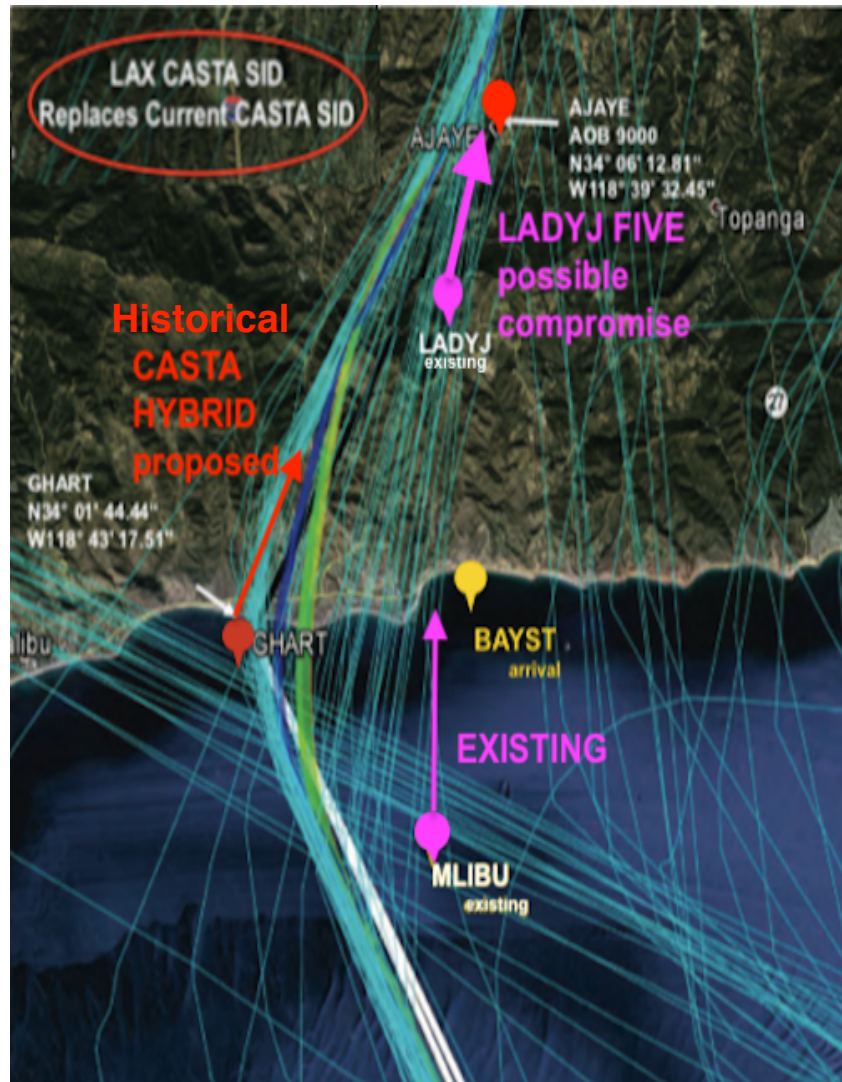 LAX CASTA SID
Replaces Current CASTA SID
AJAYE
AJAYE
AOB 9000
N34° 06' 12.81"
W118° 39' 32.45"
Topanga
LADYJ FIVE
possible
compromise
LADYJ
existing
Historical
CASTA
HYBRID
proposed
27
GHART
N34° 01' 44.44"
W118° 43' 17.51"
GHART
alibu
BAYST
arrival
EXISTING
MLIBU
existing